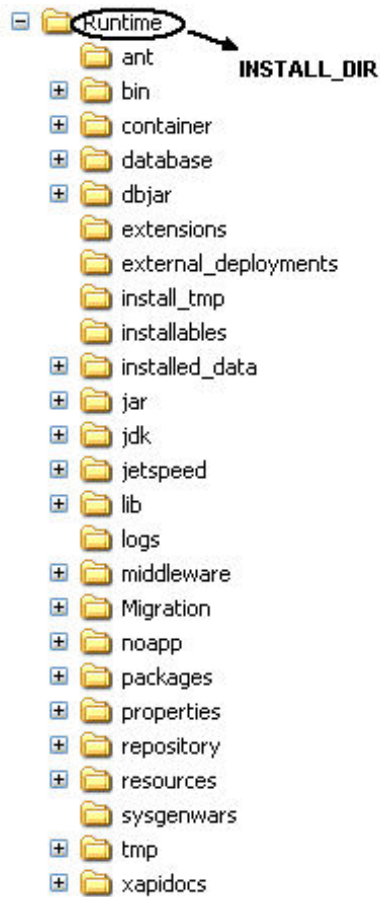 Runtime
INSTALL_DIR
ant
bin
container
database
dbjar
extensions
external_deployments
install_tmp
installables
installed_data
jar
jdk
jetspeed
lib
logs
middleware
Migration
noapp
packages
properties
repository
resources
sysgenwars
tmp
xapidocs